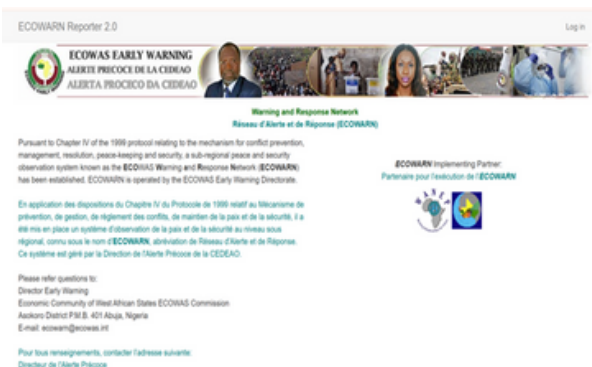 ECOWARN Reporter 2.0
Log in
ECOWAS EARLY WARNING
ALERTE PRECOCE DE LA CEDEAO
ALERTA PROCECO DA CEDEAO
Warning and Response Network
Réseau d'Alerte et de Réponse (ECOWARN)
Pursuant to Chapter IV of the 1999 protocol relating to the mechanism for conflict prevention,
management, resolution, peace-keeping and security, a sub-regional peace and security
observation system known as the ECOWAS Warning and Response Network (ECOWARN)
has been established. ECOWARN is operated by the ECOWAS Early Warning Directorate.
En application des dispositions du Chapitre IV du Protocole de 1999 relatif au Mécanisme de
prévention, de gestion, de règlement des conflits, de maintien de la paix et de la sécurité, il a
été mis en place un système d'observation de la paix et de la sécurité au niveau sous
régional, connu sous le nom d'ECOWARN, abréviation de Réseau d'Alerte et de Réponse.
Ce système est géré par la Direction de l'Alerte Précoce de la CEDEAO.
Please refer questions to:
Director Early Warning
Economic Community of West African States ECOWAS Commission
Asokoro District P.M.B. 401 Abuja, Nigeria
E-mail: ecowarn@ecowas.int
Pour tous renseignements, contacter l'adresse suivante:
Directeur de l'Alerte Précoce
ECOWARN Implementing Partner:
Partenaire pour l'exécution de l'ECOWARN
WANEP